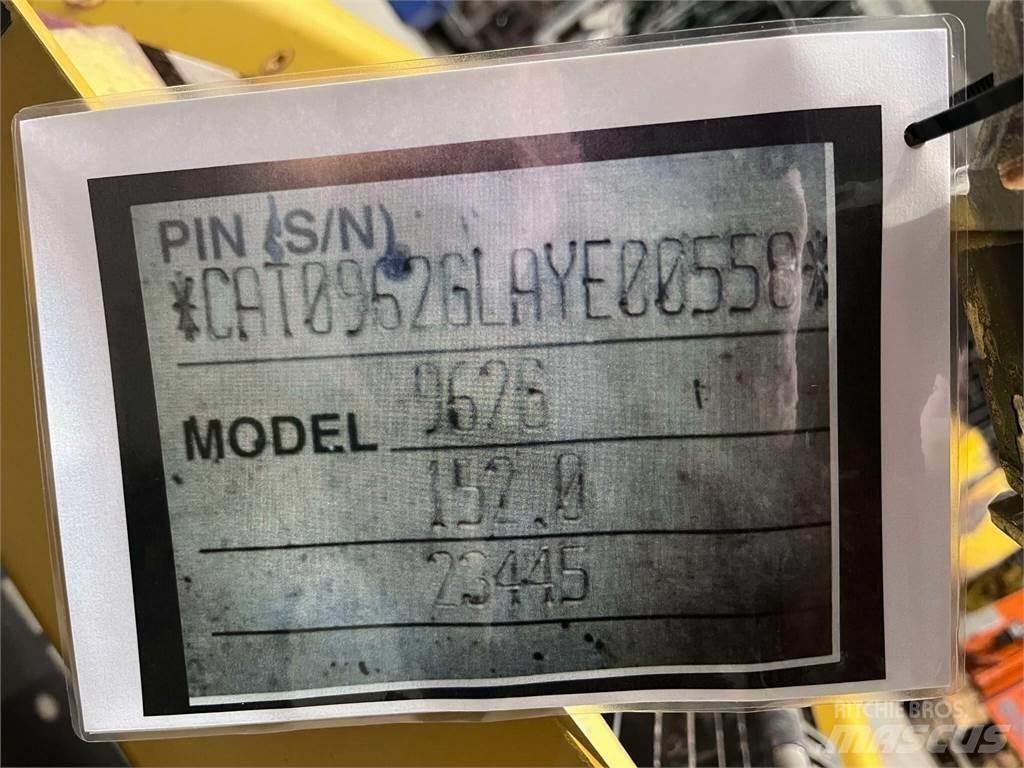 PIN (S/N)
*CAT0962GLAYE00558*
962G
MODEL
152.0
23445
RITCHIE BROS.
MASCUS